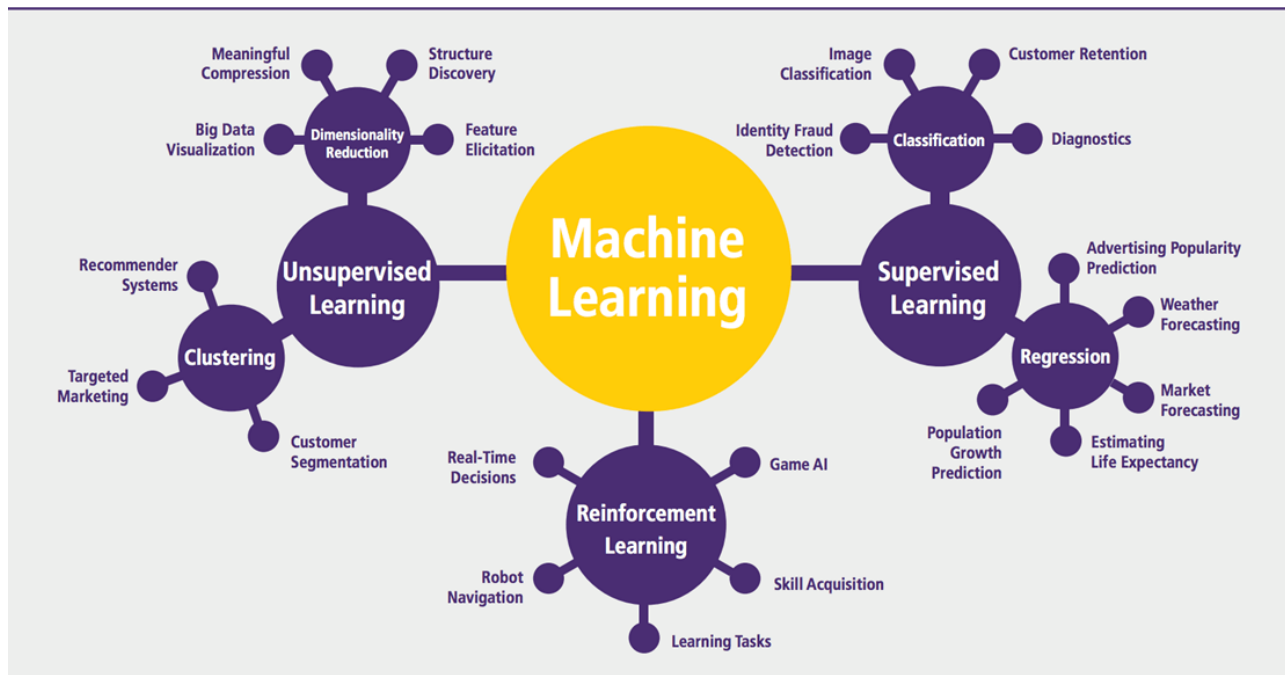 Meaningful
Compression
Structure
Discovery
Big Data
Visualization
Dimensionality
Reduction
Feature
Elicitation
Unsupervised
Learning
Recommender
Systems
Clustering
Targeted
Marketing
Customer
Segmentation
Machine
Learning
Image
Classification
Customer Retention
Identity Fraud
Detection
Classification
Diagnostics
Supervised
Learning
Advertising Popularity
Prediction
Weather
Forecasting
Regression
Market
Forecasting
Population
Growth
Prediction
Estimating
Life Expectancy
Real-Time
Decisions
Game AI
Reinforcement
Learning
Robot
Navigation
Skill Acquisition
Learning Tasks